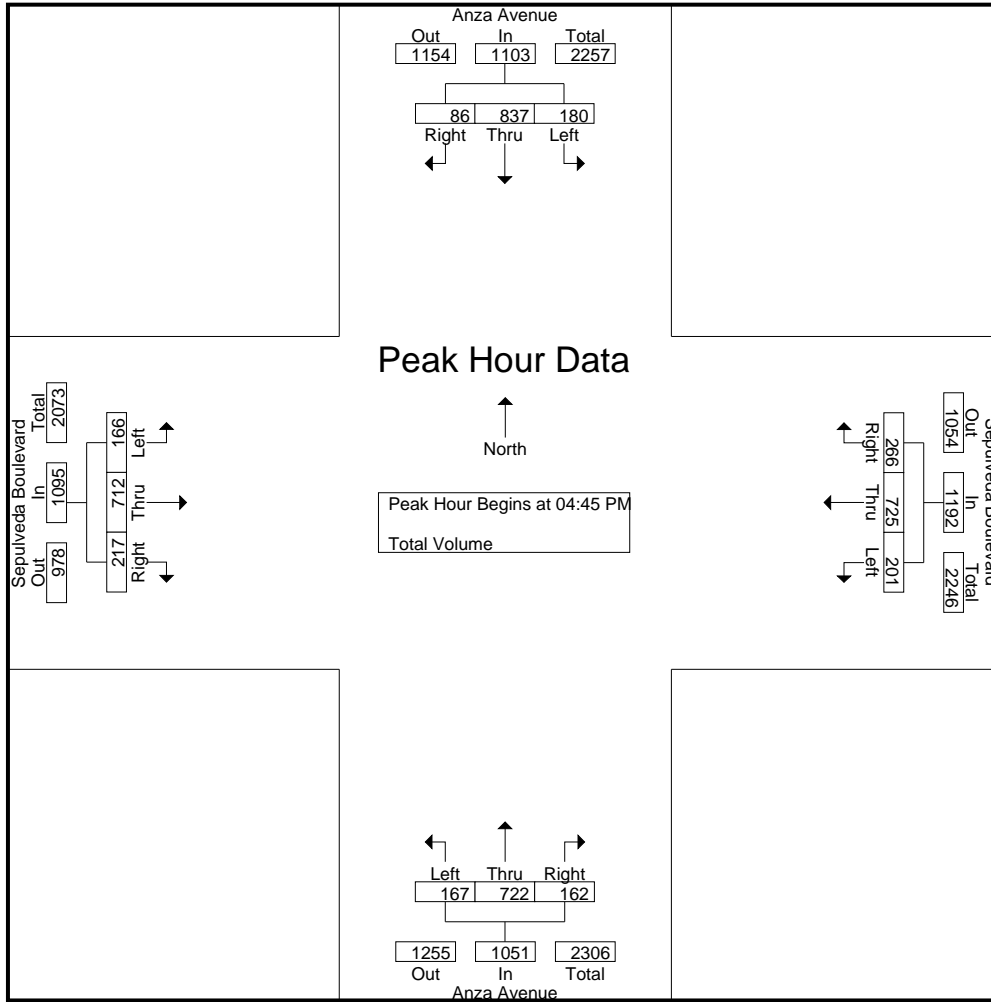 Anza Avenue
Out In Total
1154 1103 2257
86 837 180
Right Thru Left
Peak Hour Data
North
Peak Hour Begins at 04:45 PM
Total Volume
Sepulveda Boulevard
Out In Total
978 1095 2073
Right Thru Left
217 712 166
Right Thru Left
266 725 201
Out In Total
1054 1192 2246
Sepulveda Boulevard
Left Thru Right
167 722 162
1255 1051 2306
Out In Total
Anza Avenue